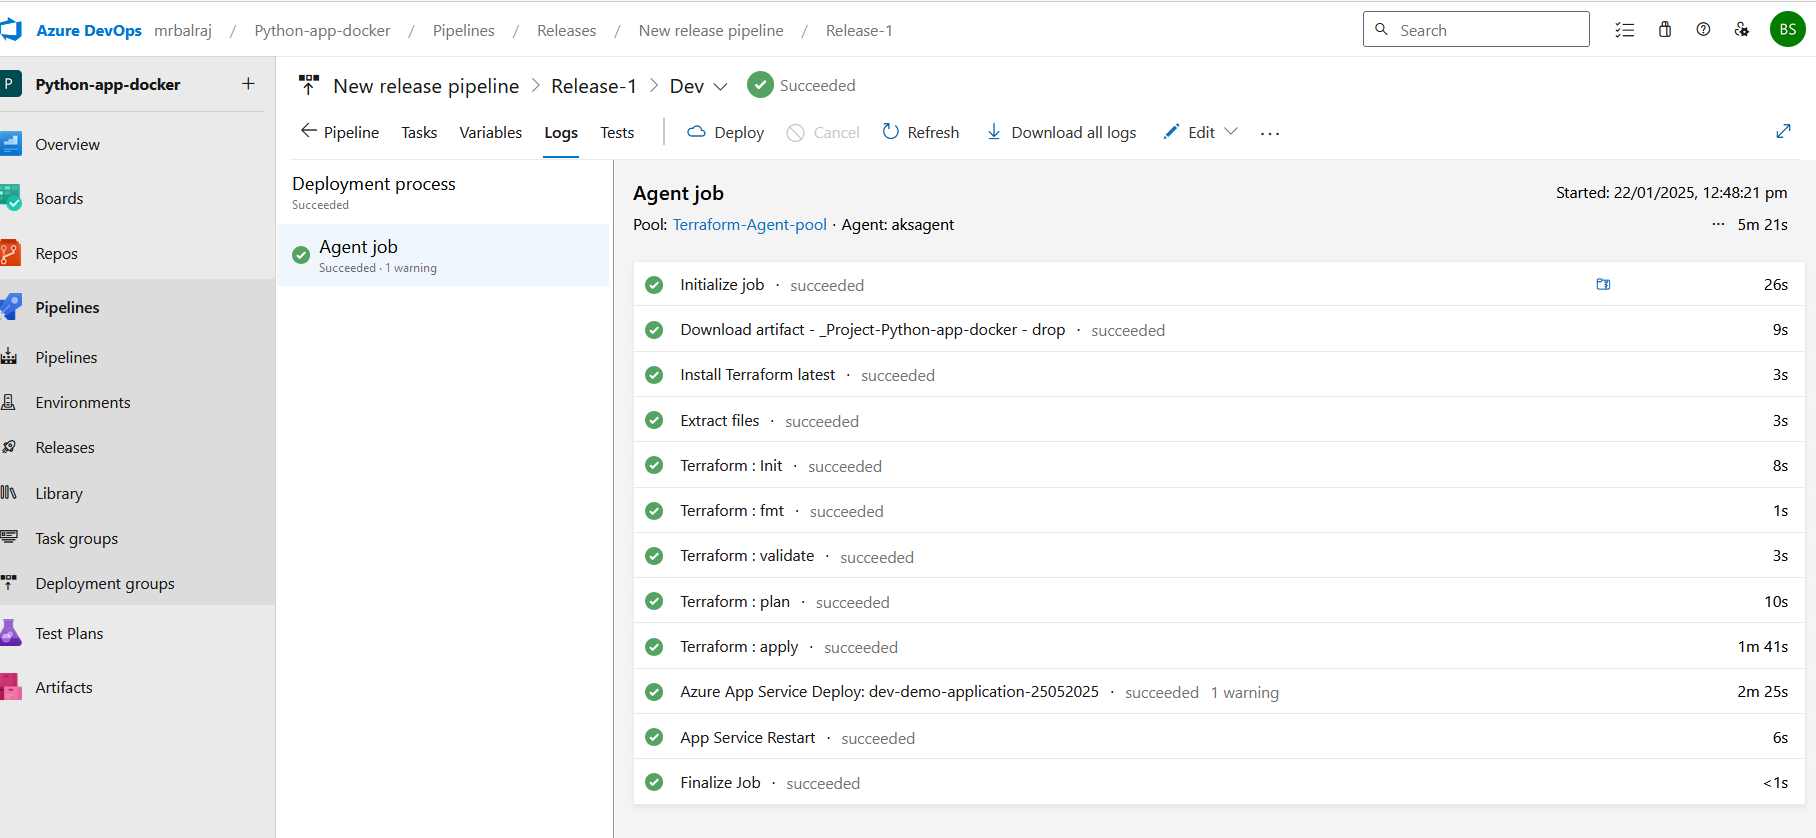 Azure DevOps mrbalraj / Python-app-docker / Pipelines / Releases / New release pipeline / Release-1
Search
BS
P Python-app-docker +
Overview
Boards
Repos
Pipelines
Pipelines
Environments
Releases
Library
Task groups
Deployment groups
Test Plans
Artifacts
New release pipeline > Release-1 > Dev Succeeded
Pipeline Tasks Variables Logs Tests Deploy Cancel Refresh Download all logs Edit ...
Deployment process
Succeeded
Agent job
Succeeded · 1 warning
Agent job
Started: 22/01/2025, 12:48:21 pm
Pool: Terraform-Agent-pool · Agent: aksagent
... 5m 21s
Initialize job · succeeded 26s
Download artifact - _Project-Python-app-docker - drop · succeeded 9s
Install Terraform latest · succeeded 3s
Extract files · succeeded 3s
Terraform : Init · succeeded 8s
Terraform : fmt · succeeded 1s
Terraform : validate · succeeded 3s
Terraform : plan · succeeded 10s
Terraform : apply · succeeded 1m 41s
Azure App Service Deploy: dev-demo-application-25052025 · succeeded 1 warning 2m 25s
App Service Restart · succeeded 6s
Finalize Job · succeeded <1s